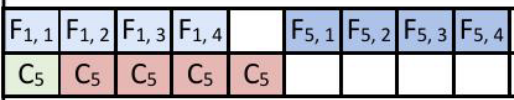 F1, 1 F1, 2 F1, 3 F1, 4 F5, 1 F5, 2 F5, 3 F5, 4
C5 C5 C5 C5 C5